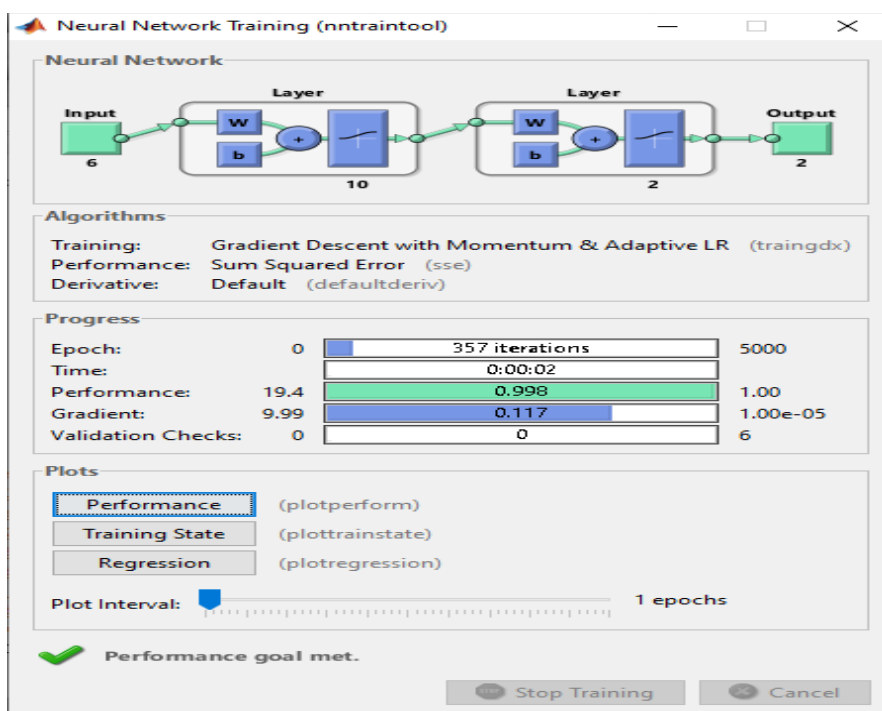 Neural Network Training (nntraintool)
Neural Network
Layer Layer
Input Output
W W
b b
+ +
6 10 2 2
Algorithms
Training: Gradient Descent with Momentum & Adaptive LR (traingdx)
Performance: Sum Squared Error (sse)
Derivative: Default (defaultderiv)
Progress
Epoch: 0 357 iterations 5000
Time: 0:00:02
Performance: 19.4 0.998 1.00
Gradient: 9.99 0.117 1.00e-05
Validation Checks: 0 0 6
Plots
Performance (plotperform)
Training State (plottrainstate)
Regression (plotregression)
Plot Interval: 1 epochs
Performance goal met.
Stop Training Cancel